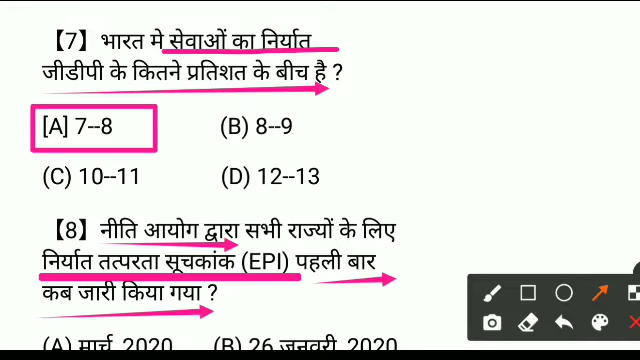 【7】 भारत मे सेवाओं का निर्यात
जीडीपी के कितने प्रतिशत के बीच है ?
[A] 7--8 (B) 8--9
(C) 10--11 (D) 12--13
【8】 नीति आयोग द्वारा सभी राज्यों के लिए
निर्यात तत्परता सूचकांक (EPI) पहली बार
कब जारी किया गया ?
(A) मार्च, 2020 (B) 26 जनवरी, 2020